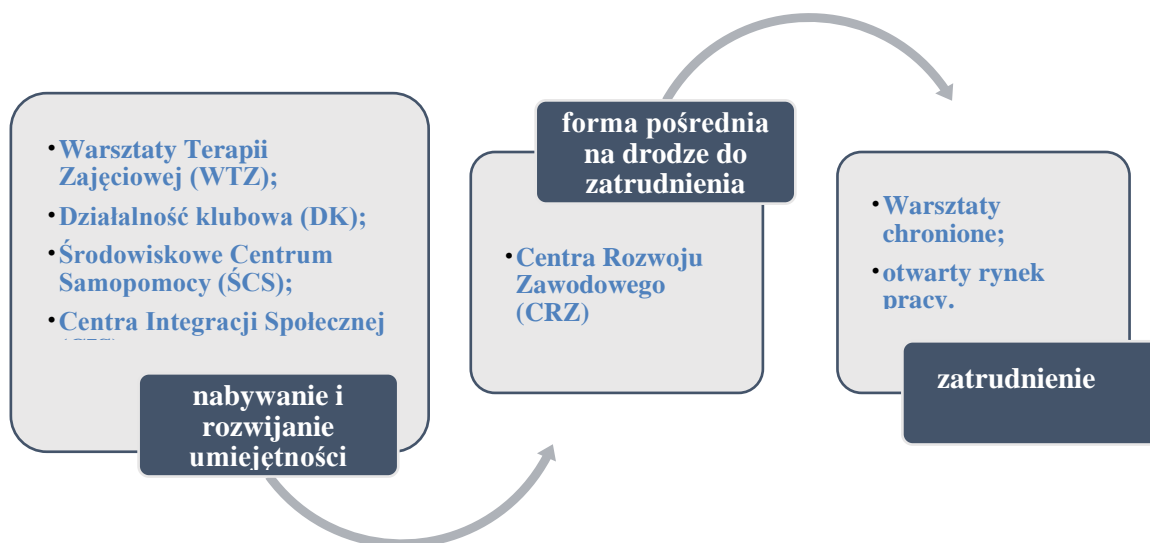 • Warsztaty Terapii
Zajęciowej (WTZ);
• Działalność klubowa (DK);
• Środowiskowe Centrum
Samopomocy (ŚCS);
• Centra Integracji Społecznej
nabywanie i
rozwijanie
umiejętności
forma pośrednia
na drodze do
zatrudnienia
• Centra Rozwoju
Zawodowego
(CRZ)
• Warsztaty
chronione;
• otwarty rynek
pracy.
zatrudnienie